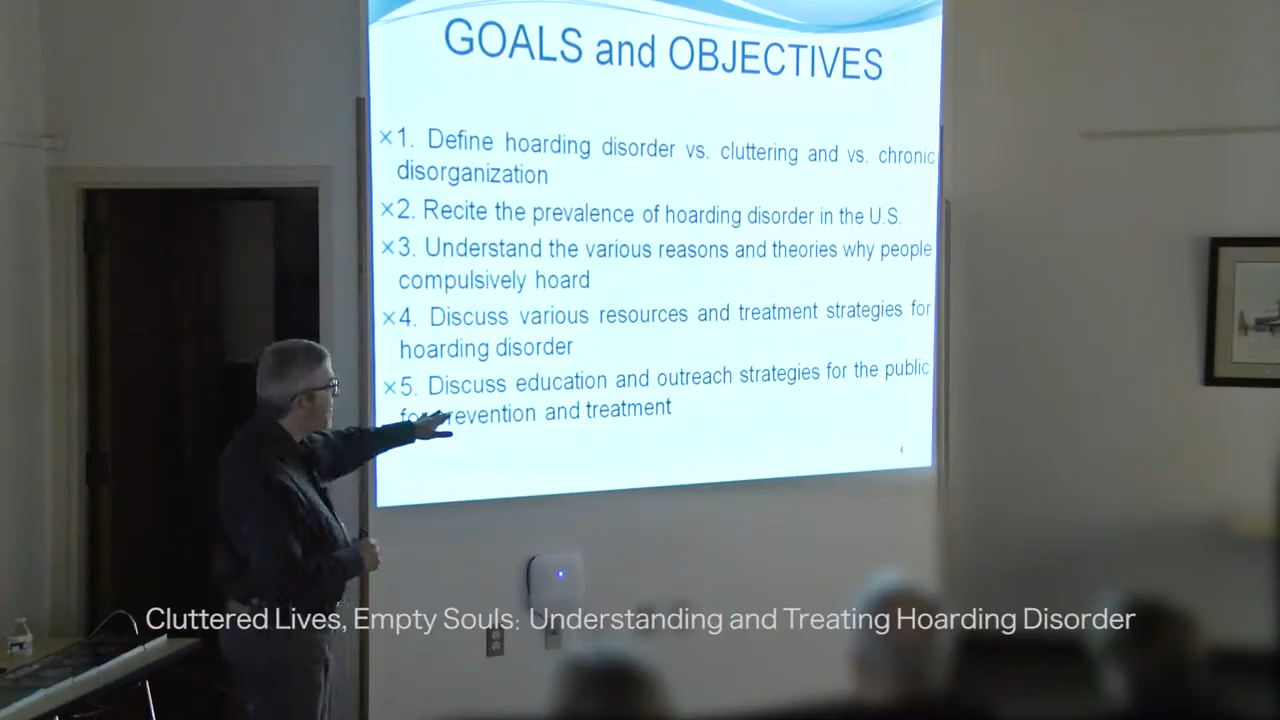 GOALS and OBJECTIVES
×1. Define hoarding disorder vs. cluttering and vs. chronic
disorganization
×2. Recite the prevalence of hoarding disorder in the U.S.
×3. Understand the various reasons and theories why people
compulsively hoard
×4. Discuss various resources and treatment strategies for
hoarding disorder
×5. Discuss education and outreach strategies for the public
for prevention and treatment
4
Cluttered Lives, Empty Souls: Understanding and Treating Hoarding Disorder